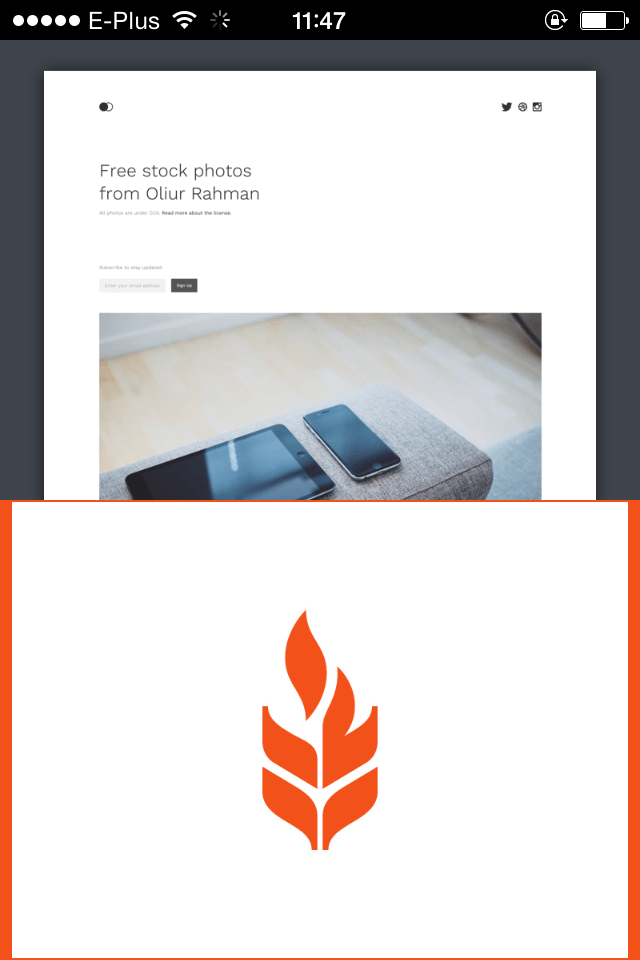 E-Plus
11:47
Free stock photos
from Oliur Rahman
All photos are under CC0. Read more about the license.
Subscribe to stay updated
Enter your email address
Sign Up